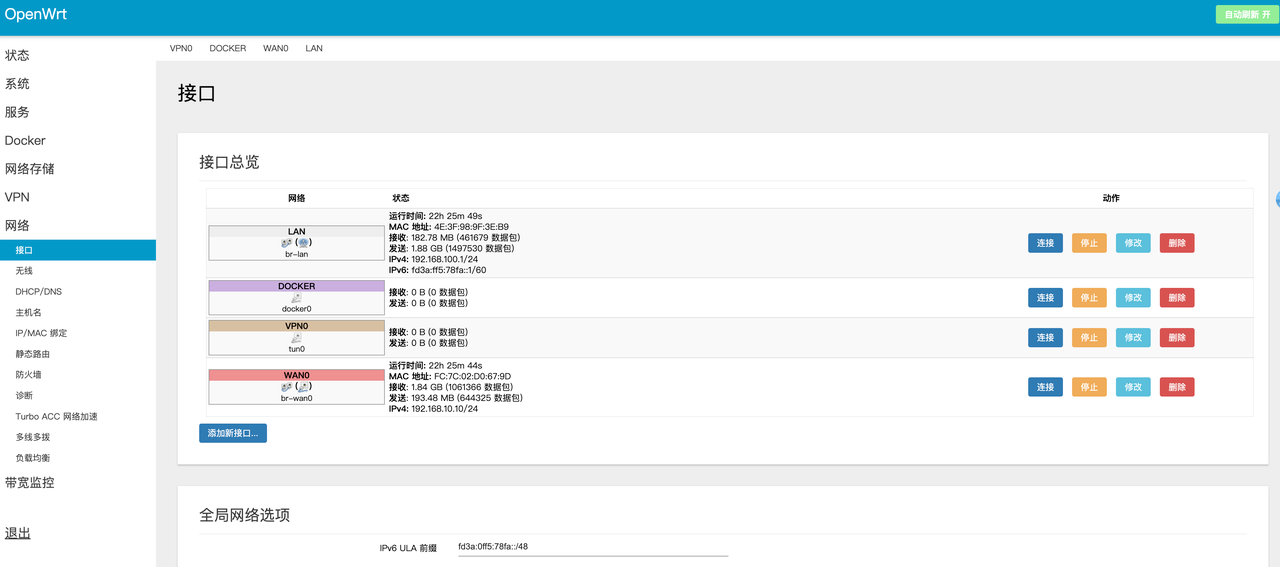 OpenWrt
自动刷新 开
状态
系统
服务
Docker
网络存储
VPN
网络
接口
无线
DHCP/DNS
主机名
IP/MAC 绑定
静态路由
防火墙
诊断
Turbo ACC 网络加速
多线多拨
负载均衡
带宽监控
退出
VPN0 DOCKER WAN0 LAN
接口
接口总览
网络 状态 动作
LAN
br-lan
运行时间: 22h 25m 49s
MAC 地址: 4E:3F:98:9F:3E:B9
接收: 182.78 MB (461679 数据包)
发送: 1.88 GB (1497530 数据包)
IPv4: 192.168.100.1/24
IPv6: fd3a:ff5:78fa::1/60
连接 停止 修改 删除
DOCKER
docker0
接收: 0 B (0 数据包)
发送: 0 B (0 数据包)
连接 停止 修改 删除
VPN0
tun0
接收: 0 B (0 数据包)
发送: 0 B (0 数据包)
连接 停止 修改 删除
WAN0
br-wan0
运行时间: 22h 25m 44s
MAC 地址: FC:7C:02:D0:67:9D
接收: 1.84 GB (1061366 数据包)
发送: 193.48 MB (644325 数据包)
IPv4: 192.168.10.10/24
连接 停止 修改 删除
添加新接口...
全局网络选项
IPv6 ULA 前缀 fd3a:0ff5:78fa::/48